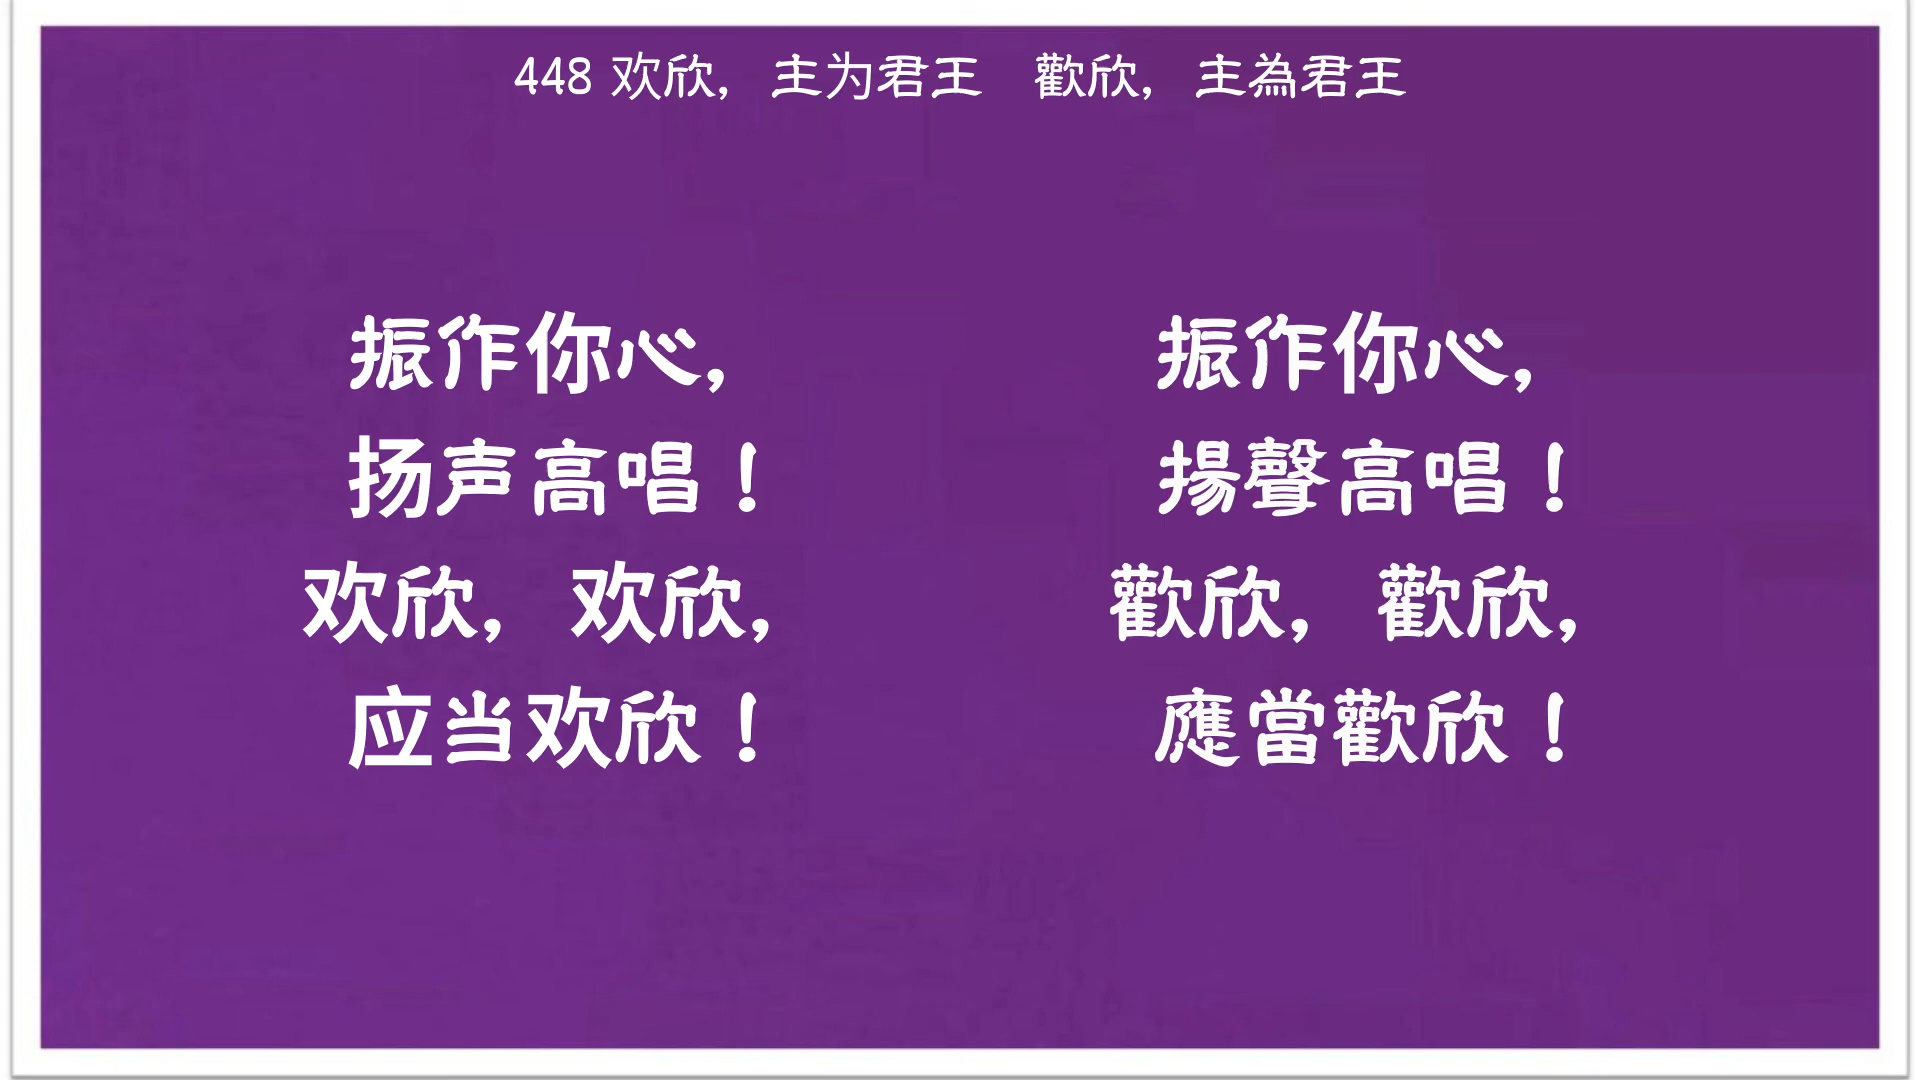 448 欢欣，主为君王　歡欣，主為君王
振作你心，
扬声高唱！
欢欣，欢欣，
应当欢欣！
振作你心，
揚聲高唱！
歡欣，歡欣，
應當歡欣！